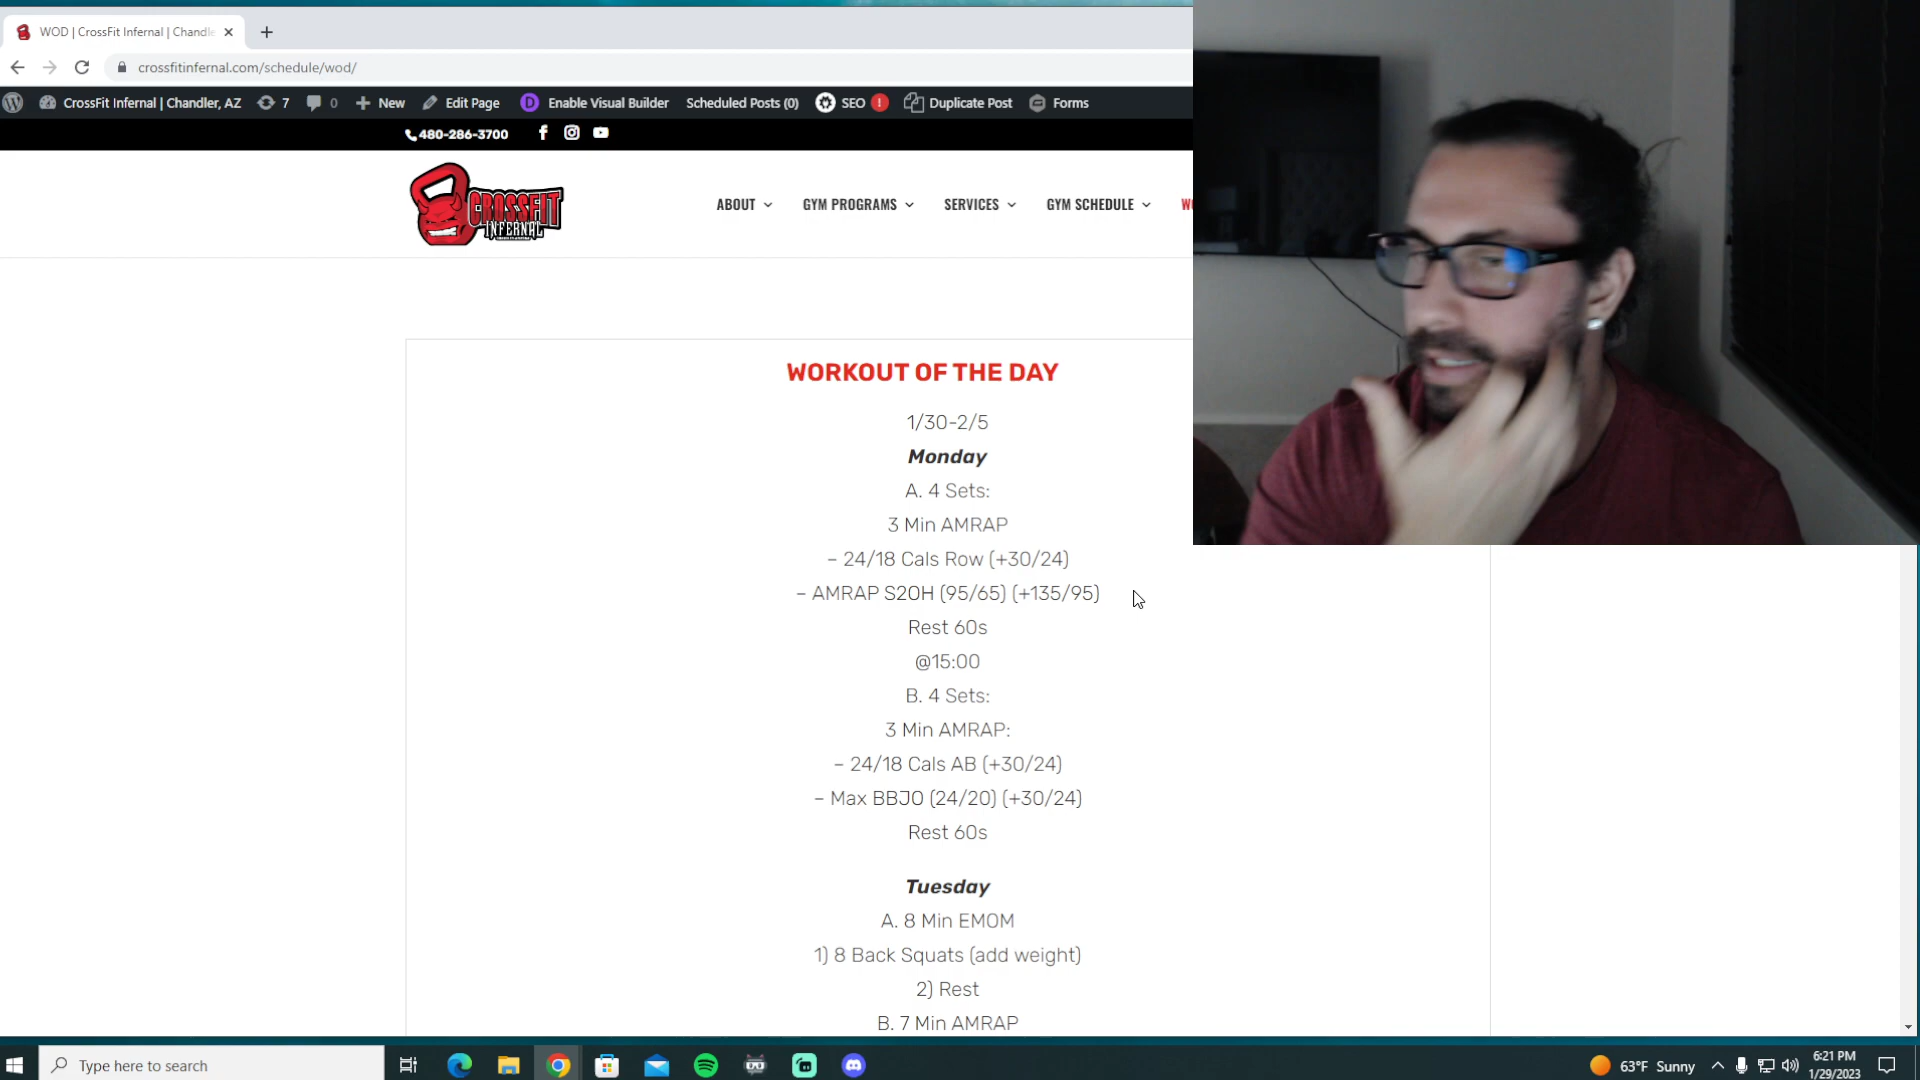 WOD | CrossFit Infernal | Chandle
crossfitinfernal.com/schedule/wod/
CrossFit Infernal | Chandler, AZ 7 0 New Edit Page D Enable Visual Builder Scheduled Posts (0) SEO ! Duplicate Post Forms
480-286-3700
CROSSFIT
INFERNAL
ABOUT GYM PROGRAMS SERVICES GYM SCHEDULE
WORKOUT OF THE DAY
1/30-2/5
Monday
A. 4 Sets:
3 Min AMRAP
– 24/18 Cals Row (+30/24)
– AMRAP S2OH (95/65) (+135/95)
Rest 60s
@15:00
B. 4 Sets:
3 Min AMRAP:
– 24/18 Cals AB (+30/24)
– Max BBJO (24/20) (+30/24)
Rest 60s
Tuesday
A. 8 Min EMOM
1) 8 Back Squats (add weight)
2) Rest
B. 7 Min AMRAP
Type here to search
63°F Sunny
6:21 PM
1/29/2023